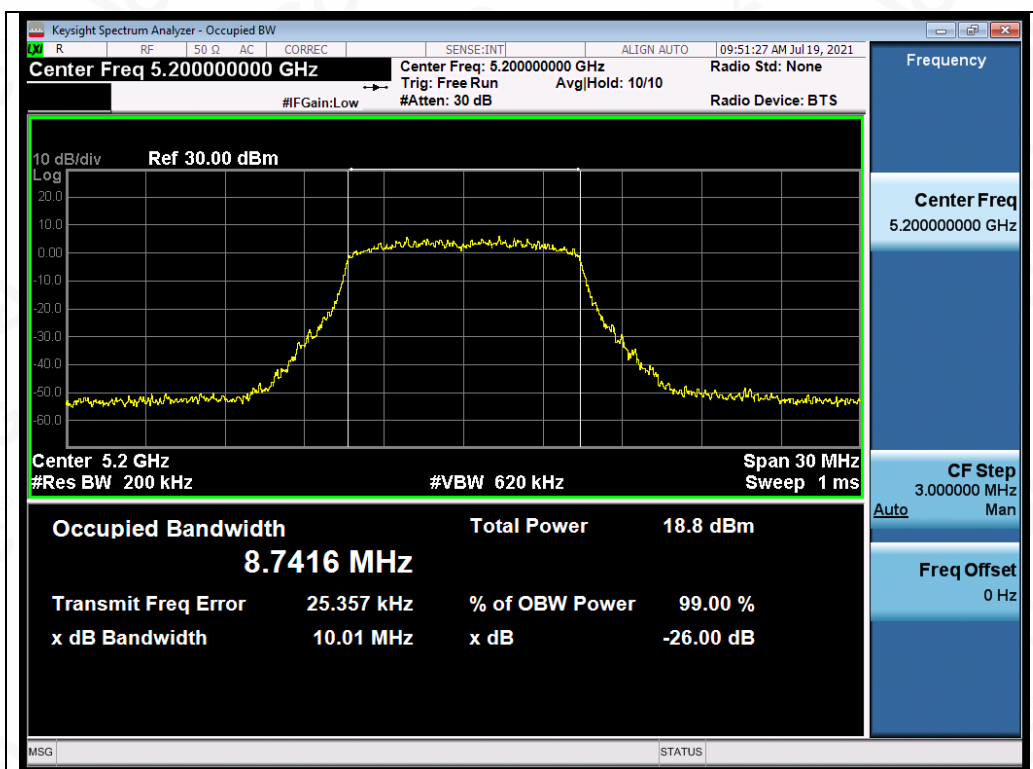 Keysight Spectrum Analyzer - Occupied BW
LXI R RF 50 Ω AC CORREC SENSE:INT ALIGN AUTO 09:51:27 AM Jul 19, 2021
Center Freq 5.200000000 GHz
Center Freq: 5.200000000 GHz
Radio Std: None
Trig: Free Run Avg|Hold: 10/10
#IFGain:Low
#Atten: 30 dB
Radio Device: BTS
10 dB/div Ref 30.00 dBm
Log
20.0
10.0
0.00
-10.0
-20.0
-30.0
-40.0
-50.0
-60.0
Center 5.2 GHz Span 30 MHz
#Res BW 200 kHz #VBW 620 kHz Sweep 1 ms
Occupied Bandwidth Total Power 18.8 dBm
8.7416 MHz
Transmit Freq Error 25.357 kHz % of OBW Power 99.00 %
x dB Bandwidth 10.01 MHz x dB -26.00 dB
Frequency
Center Freq
5.200000000 GHz
CF Step
3.000000 MHz
Auto Man
Freq Offset
0 Hz
MSG STATUS